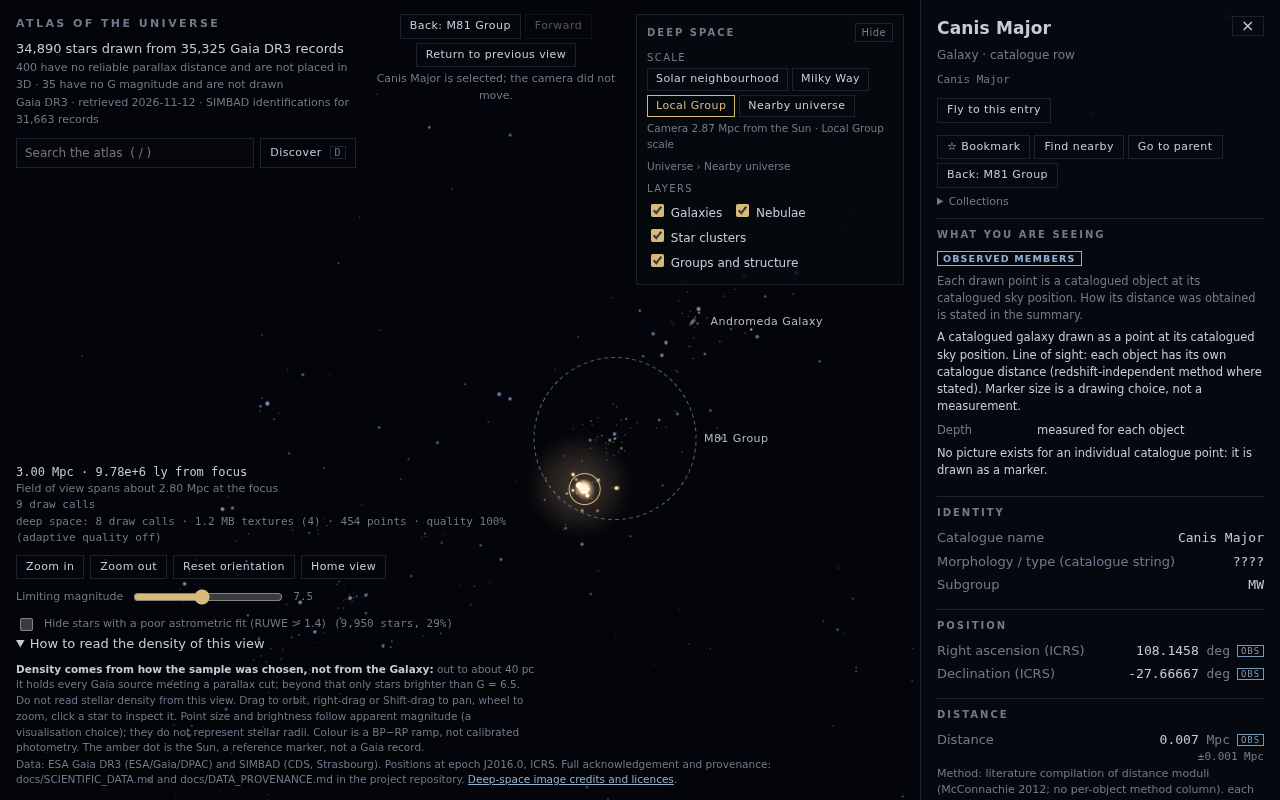 ATLAS OF THE UNIVERSE
34,890 stars drawn from 35,325 Gaia DR3 records
400 have no reliable parallax distance and are not placed in
3D · 35 have no G magnitude and are not drawn
Gaia DR3 · retrieved 2026-11-12 · SIMBAD identifications for
31,663 records
Search the atlas ( / )
Discover D
Back: M81 Group
Forward
Return to previous view
Canis Major is selected; the camera did not
move.
DEEP SPACE
Hide
SCALE
Solar neighbourhood
Milky Way
Local Group
Nearby universe
Camera 2.87 Mpc from the Sun · Local Group
scale
Universe › Nearby universe
LAYERS
Galaxies
Nebulae
Star clusters
Groups and structure
Andromeda Galaxy
M81 Group
3.00 Mpc · 9.78e+6 ly from focus
Field of view spans about 2.80 Mpc at the focus
9 draw calls
deep space: 8 draw calls · 1.2 MB textures (4) · 454 points · quality 100%
(adaptive quality off)
Zoom in
Zoom out
Reset orientation
Home view
Limiting magnitude
7.5
Hide stars with a poor astrometric fit (RUWE > 1.4) (9,950 stars, 29%)
▼ How to read the density of this view
Density comes from how the sample was chosen, not from the Galaxy: out to about 40 pc
it holds every Gaia source meeting a parallax cut; beyond that only stars brighter than G = 6.5.
Do not read stellar density from this view. Drag to orbit, right-drag or Shift-drag to pan, wheel to
zoom, click a star to inspect it. Point size and brightness follow apparent magnitude (a
visualisation choice); they do not represent stellar radii. Colour is a BP−RP ramp, not calibrated
photometry. The amber dot is the Sun, a reference marker, not a Gaia record.
Data: ESA Gaia DR3 (ESA/Gaia/DPAC) and SIMBAD (CDS, Strasbourg). Positions at epoch J2016.0, ICRS. Full acknowledgement and provenance:
docs/SCIENTIFIC_DATA.md and docs/DATA_PROVENANCE.md in the project repository. Deep-space image credits and licences.
Canis Major
×
Galaxy · catalogue row
Canis Major
Fly to this entry
☆ Bookmark
Find nearby
Go to parent
Back: M81 Group
▶ Collections
WHAT YOU ARE SEEING
OBSERVED MEMBERS
Each drawn point is a catalogued object at its
catalogued sky position. How its distance was obtained
is stated in the summary.
A catalogued galaxy drawn as a point at its catalogued
sky position. Line of sight: each object has its own
catalogue distance (redshift-independent method where
stated). Marker size is a drawing choice, not a
measurement.
Depth measured for each object
No picture exists for an individual catalogue point: it is
drawn as a marker.
IDENTITY
Catalogue name Canis Major
Morphology / type (catalogue string) ????
Subgroup MW
POSITION
Right ascension (ICRS) 108.1458 deg OBS
Declination (ICRS) -27.66667 deg OBS
DISTANCE
Distance 0.007 Mpc OBS
±0.001 Mpc
Method: literature compilation of distance moduli
(McConnachie 2012; no per-object method column). each